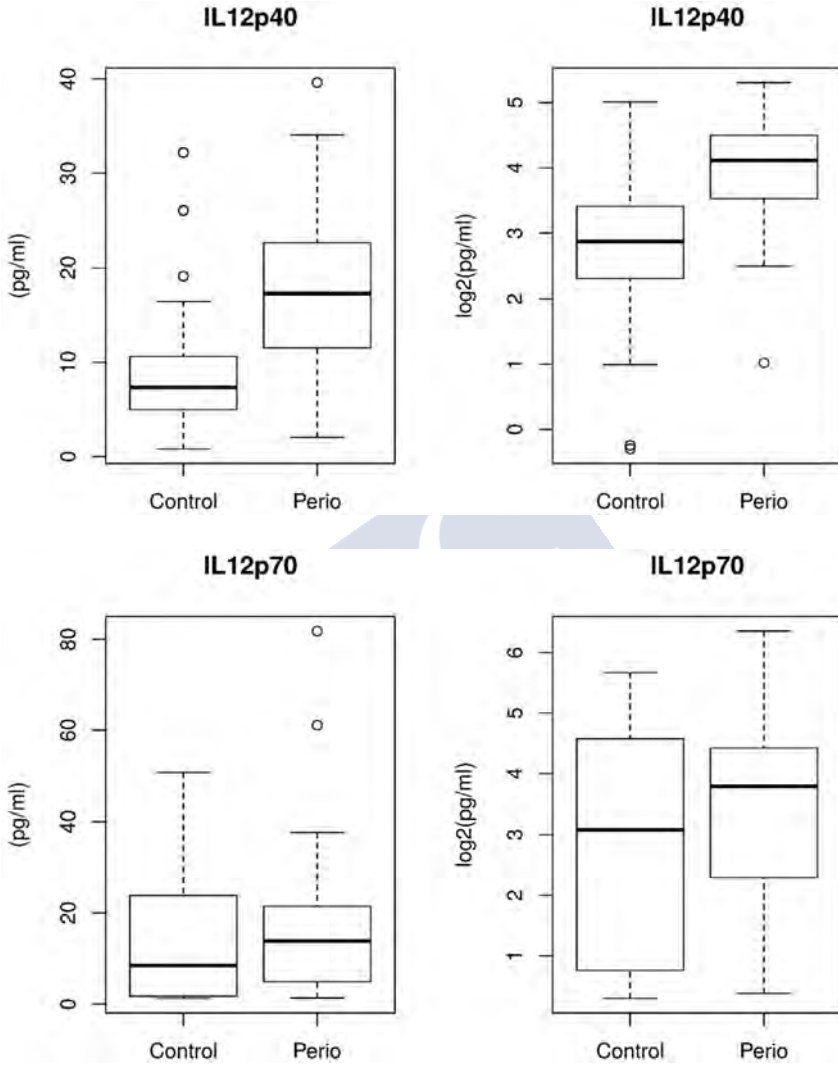 IL12p40
IL12p40
(pg/ml)
0
10
20
30
40
Control
Perio
log2(pg/ml)
0
1
2
3
4
5
Control
Perio
IL12p70
IL12p70
(pg/ml)
0
20
40
60
80
Control
Perio
log2(pg/ml)
1
2
3
4
5
6
Control
Perio